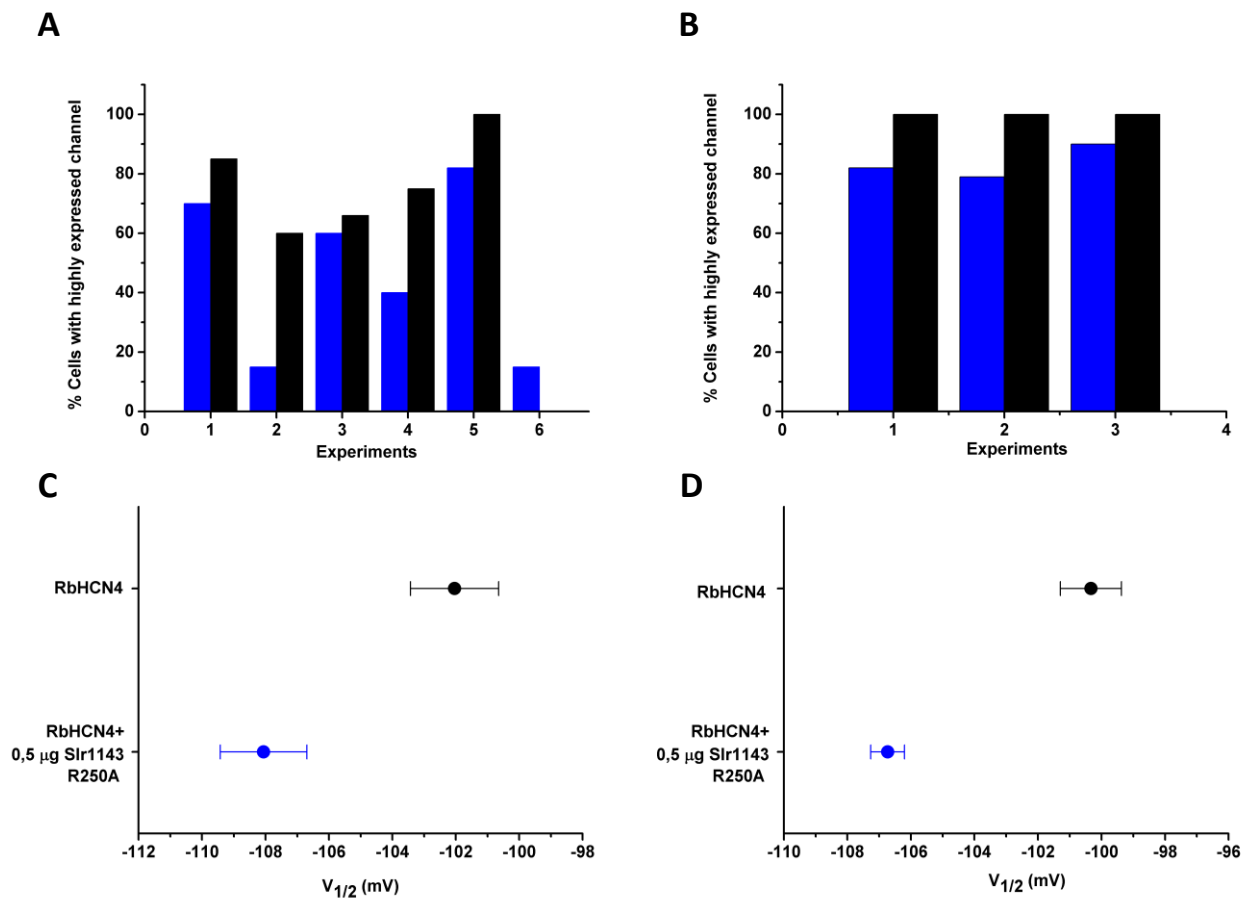 A
% Cells with highly expressed channel
100
80
60
40
20
0
0 1 2 3 4 5 6
Experiments
B
% Cells with highly expressed channel
100
80
60
40
20
0
0 1 2 3 4
Experiments
C
RbHCN4
RbHCN4+
0,5 μg Slr1143
R250A
-112 -110 -108 -106 -104 -102 -100 -98
V1/2 (mV)
D
RbHCN4
RbHCN4+
0,5 μg Slr1143
R250A
-110 -108 -106 -104 -102 -100 -98 -96
V1/2 (mV)